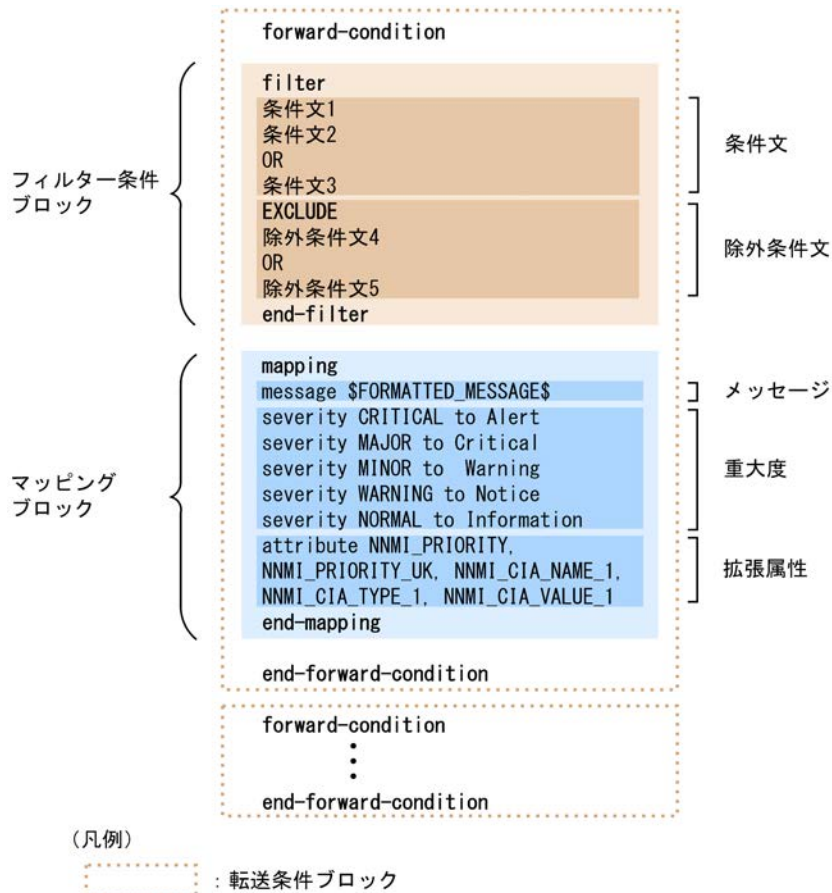 forward-condition
filter
条件文1
条件文2
OR
条件文3
条件文
フィルター条件
ブロック
EXCLUDE
除外条件文4
OR
除外条件文5
除外条件文
end-filter
mapping
message $FORMATTED_MESSAGE$
メッセージ
severity CRITICAL to Alert
severity MAJOR to Critical
severity MINOR to  Warning
severity WARNING to Notice
severity NORMAL to Information
重大度
マッピング
ブロック
attribute NNMI_PRIORITY,
NNMI_PRIORITY_UK, NNMI_CIA_NAME_1,
NNMI_CIA_TYPE_1, NNMI_CIA_VALUE_1
拡張属性
end-mapping
end-forward-condition
forward-condition
end-forward-condition
(凡例)
：転送条件ブロック